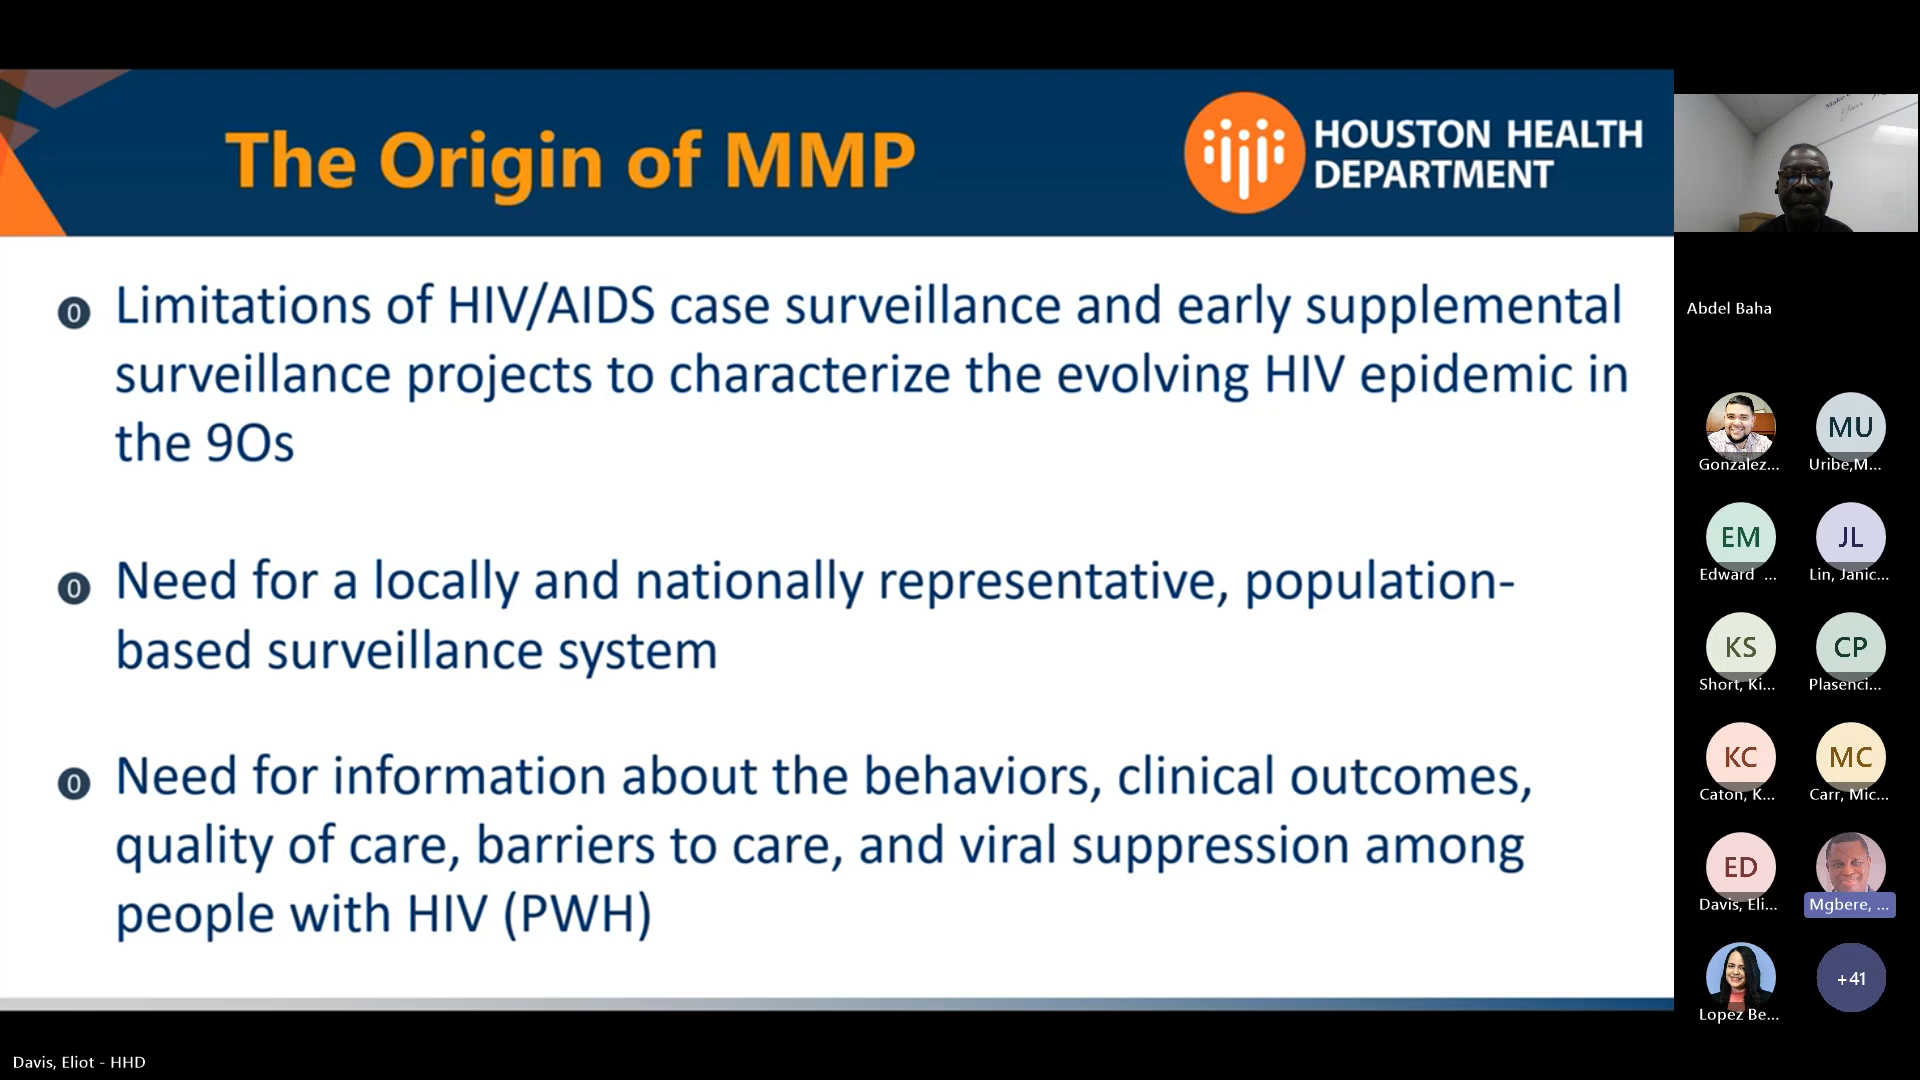 The Origin of MMP
HOUSTON HEALTH
DEPARTMENT
Limitations of HIV/AIDS case surveillance and early supplemental
surveillance projects to characterize the evolving HIV epidemic in
the 9Os
Need for a locally and nationally representative, population-
based surveillance system
Need for information about the behaviors, clinical outcomes,
quality of care, barriers to care, and viral suppression among
people with HIV (PWH)
Davis, Eliot - HHD
Abdel Baha
Gonzalez...
MU
Uribe,M...
EM
Edward ...
JL
Lin, Janic...
KS
Short, Ki...
CP
Plasenci...
KC
Caton, K...
MC
Carr, Mic...
ED
Davis, Eli...
Mgbere, ...
Lopez Be...
+41